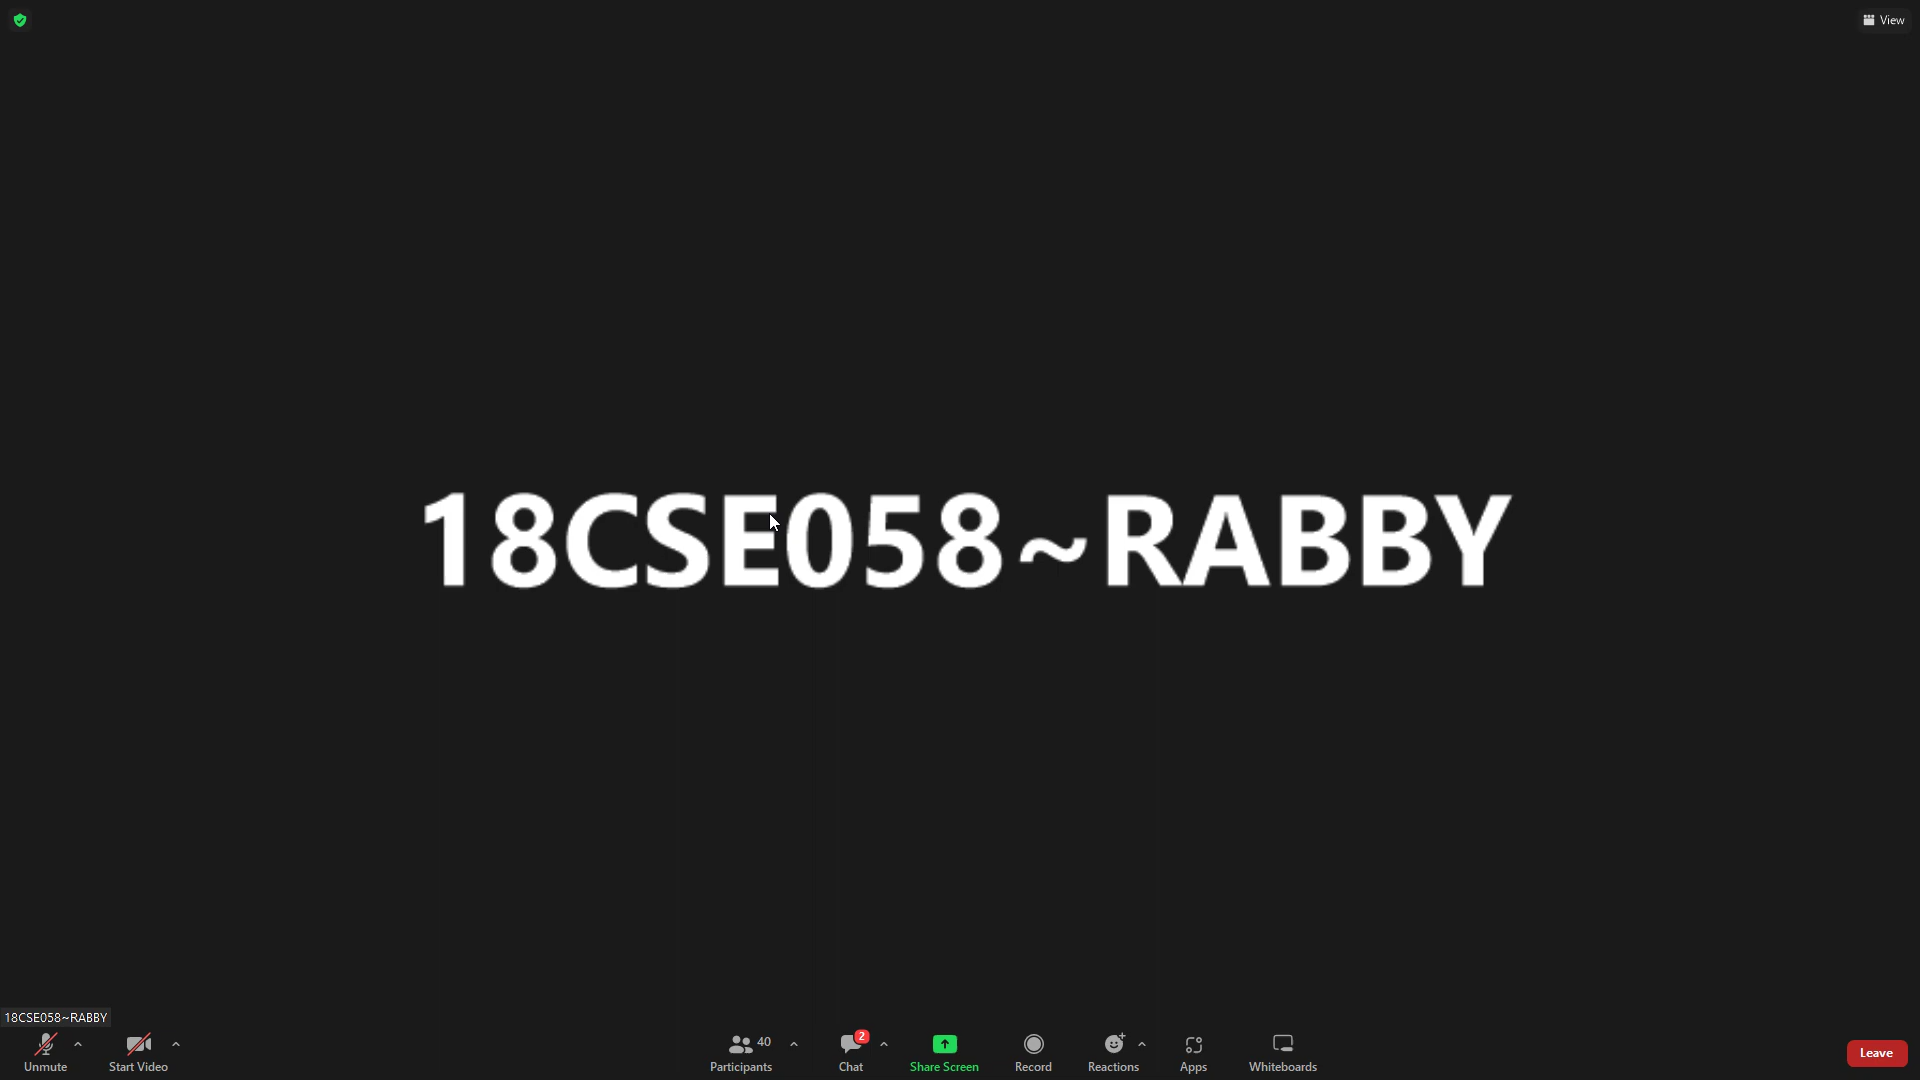 View
18CSE058~RABBY
18CSE058~RABBY
Unmute
Start Video
40
Participants
2
Chat
Share Screen
Record
Reactions
Apps
Whiteboards
Leave